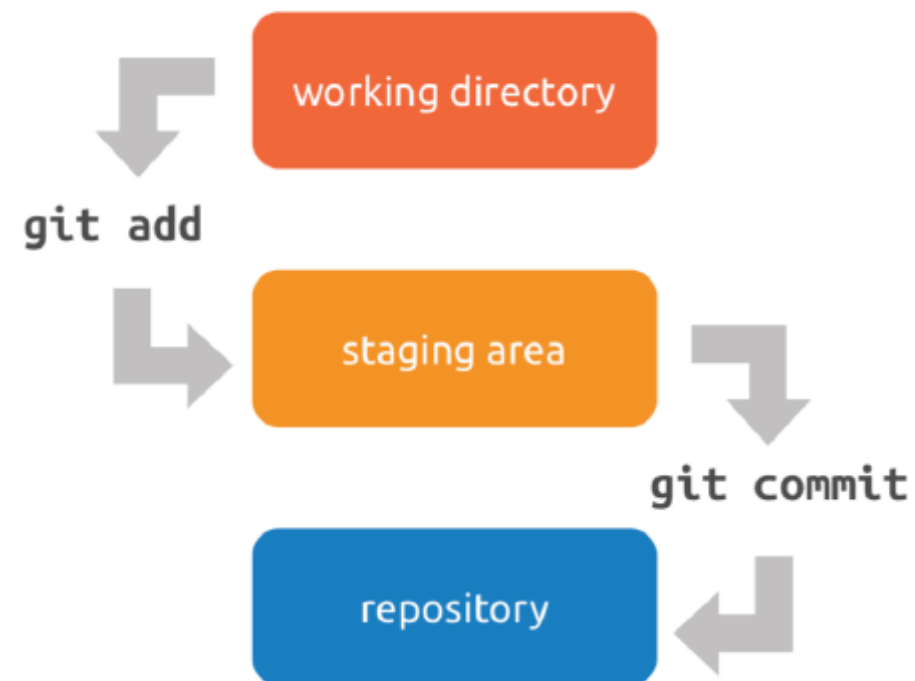 working directory
git add
staging area
git commit
repository